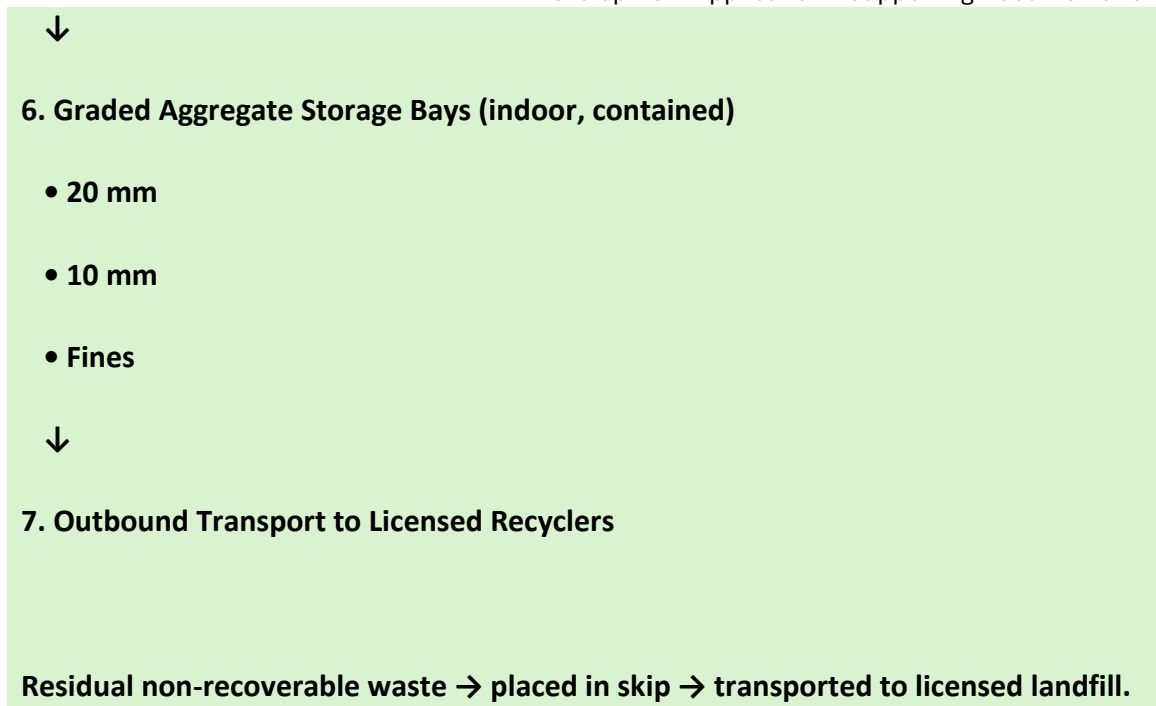 ↓
6. Graded Aggregate Storage Bays (indoor, contained)
• 20 mm
• 10 mm
• Fines
↓
7. Outbound Transport to Licensed Recyclers
Residual non-recoverable waste → placed in skip → transported to licensed landfill.